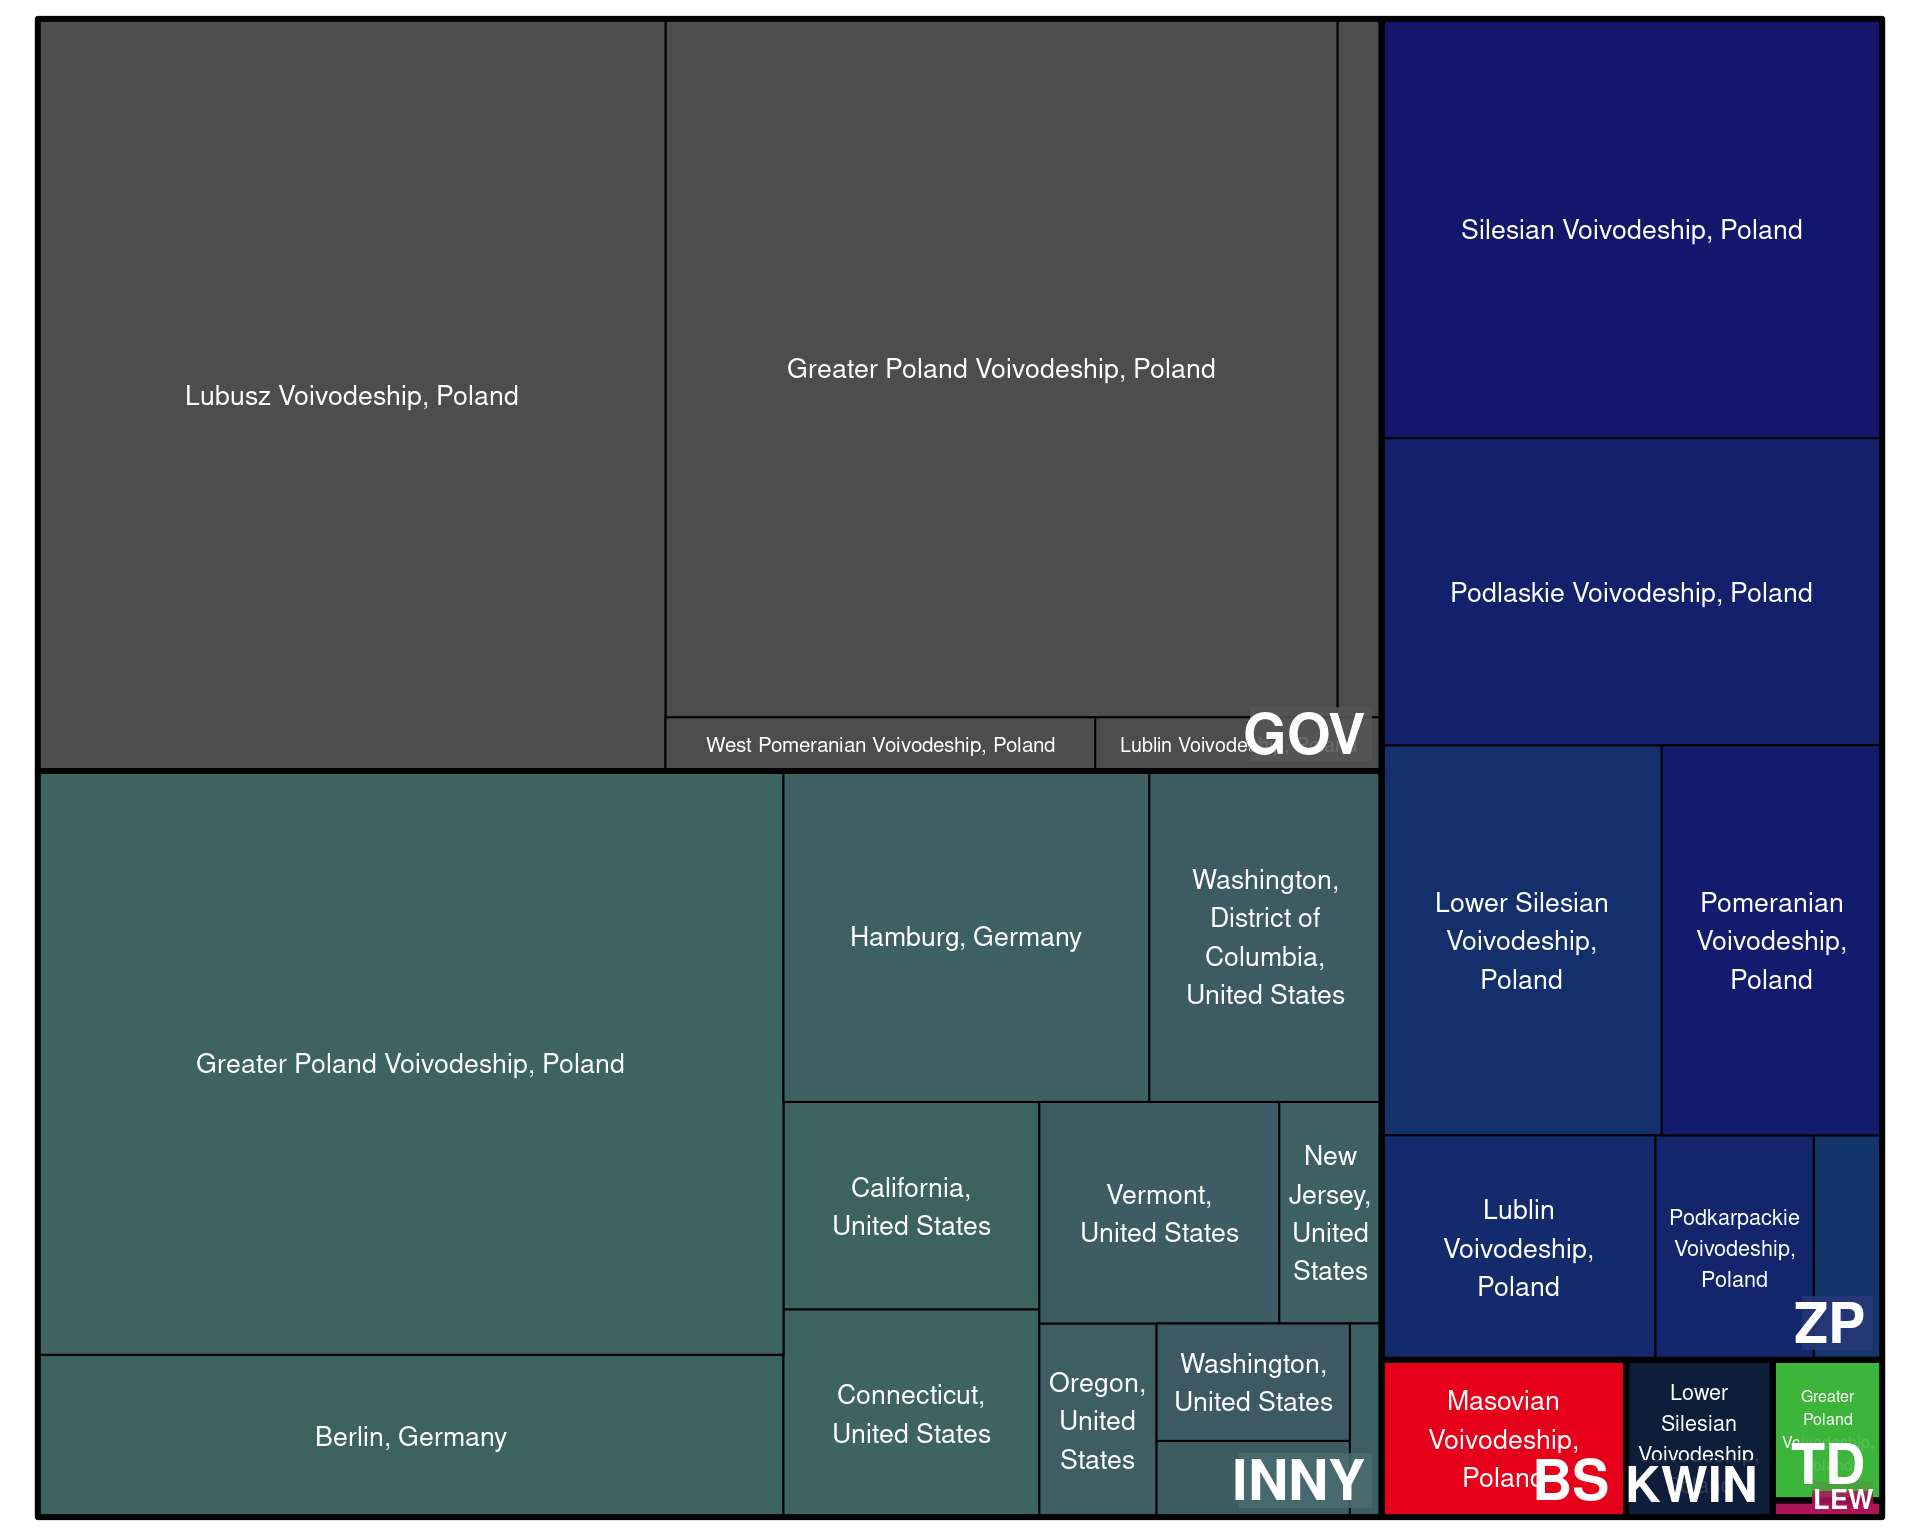 Lubusz Voivodeship, Poland
Greater Poland Voivodeship, Poland
West Pomeranian Voivodeship, Poland
Lublin Voivodeship, Poland
GOV
Greater Poland Voivodeship, Poland
Berlin, Germany
Hamburg, Germany
Washington,
District of
Columbia,
United States
California,
United States
Connecticut,
United States
Vermont,
United States
New
Jersey,
United
States
Oregon,
United
States
Washington,
United States
INNY
Silesian Voivodeship, Poland
Podlaskie Voivodeship, Poland
Lower Silesian
Voivodeship,
Poland
Pomeranian
Voivodeship,
Poland
Lublin
Voivodeship,
Poland
Podkarpackie
Voivodeship,
Poland
ZP
Masovian
Voivodeship,
Poland
BS
Lower
Silesian
Voivodeship,
KWIN
Greater
Poland
Voivodeship,
TD
LEW